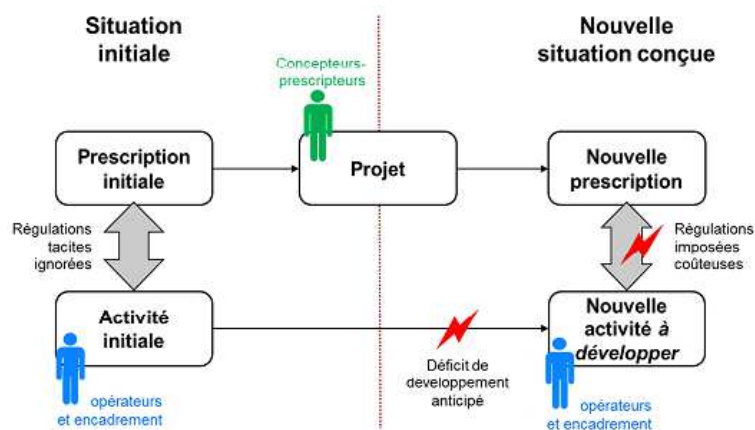 Situation
initiale
Nouvelle
situation conçue
Concepteurs-
prescripteurs
Prescription
initiale
Projet
Nouvelle
prescription
Régulations
tacites
ignorées
Régulations
imposées
coûteuses
Activité
initiale
Nouvelle
activité à
développer
Déficit de
developpement
anticipé
opérateurs
et encadrement
opérateurs
et encadrement